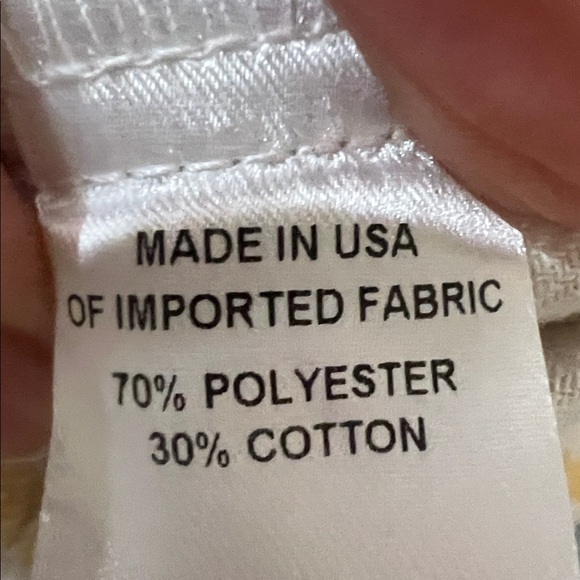 MADE IN USA
OF IMPORTED FABRIC
70% POLYESTER
30% COTTON